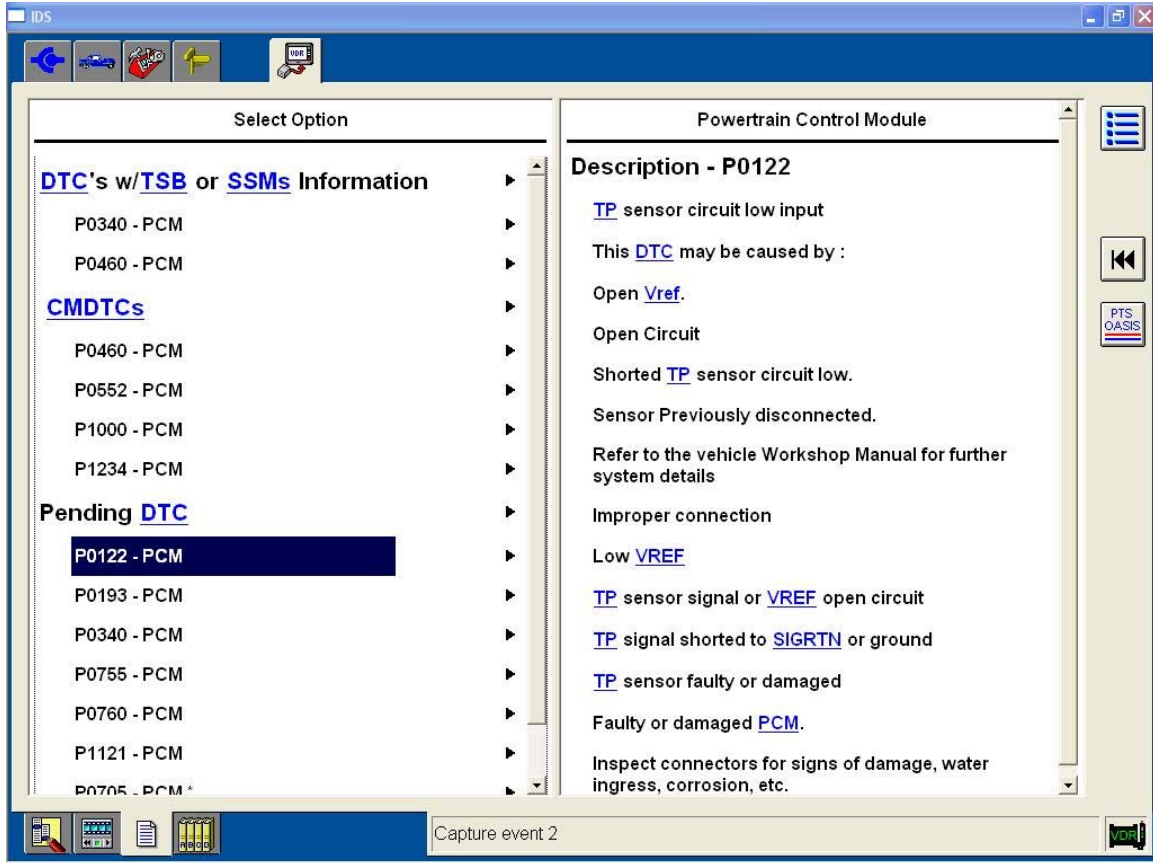 IDS
VDR
Select Option
DTC's w/TSB or SSMs Information
P0340 - PCM
P0460 - PCM
CMDTCs
P0460 - PCM
P0552 - PCM
P1000 - PCM
P1234 - PCM
Pending DTC
P0122 - PCM
P0193 - PCM
P0340 - PCM
P0755 - PCM
P0760 - PCM
P1121 - PCM
P0705 - PCM *
Powertrain Control Module
Description - P0122
TP sensor circuit low input
This DTC may be caused by :
Open Vref.
Open Circuit
Shorted TP sensor circuit low.
Sensor Previously disconnected.
Refer to the vehicle Workshop Manual for further
system details
Improper connection
Low VREF
TP sensor signal or VREF open circuit
TP signal shorted to SIGRTN or ground
TP sensor faulty or damaged
Faulty or damaged PCM.
Inspect connectors for signs of damage, water
ingress, corrosion, etc.
PTS
OASIS
A B C D
Capture event 2
VDR